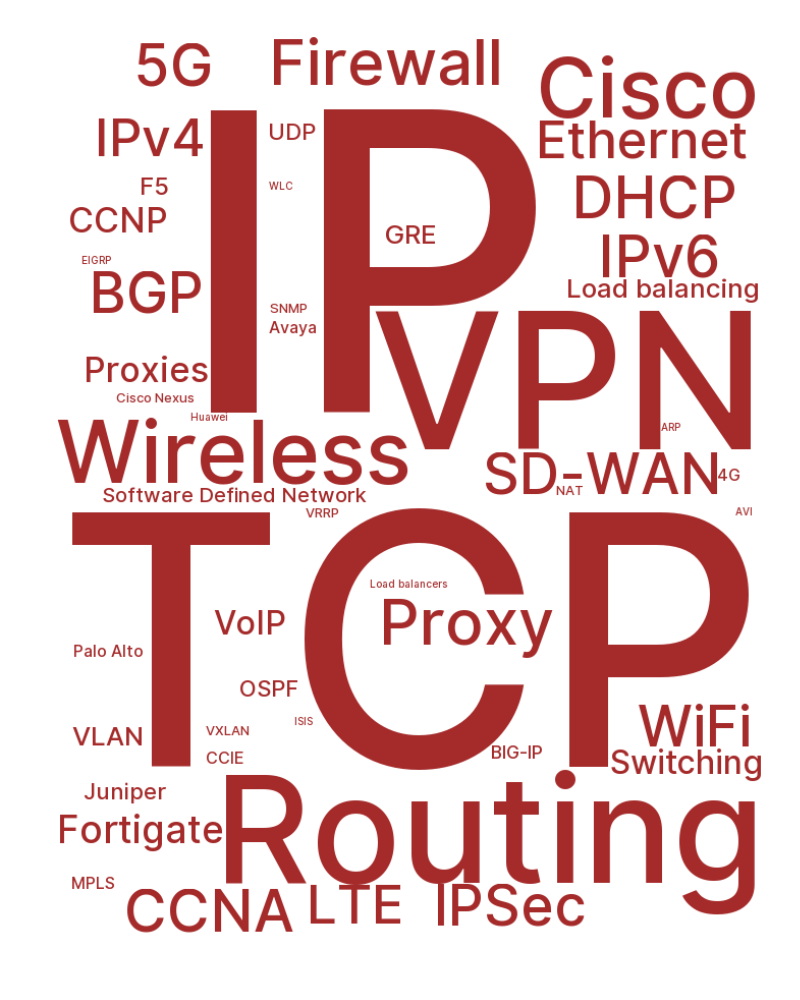 5G
Firewall
Cisco
IPv4
UDP
Ethernet
F5
WLC
DHCP
CCNP
GRE
IPv6
EIGRP
BGP
IP
Load balancing
SNMP
Avaya
Proxies
Cisco Nexus
VPN
Huawei
ARP
Wireless
SD-WAN
4G
NAT
Software Defined Network
VRRP
AVI
Load balancers
VoIP
Proxy
TCP
Palo Alto
OSPF
ISIS
VLAN
VXLAN
WiFi
CCIE
BIG-IP
Switching
Juniper
Fortigate
Routing
MPLS
CCNA
LTE
IPSec